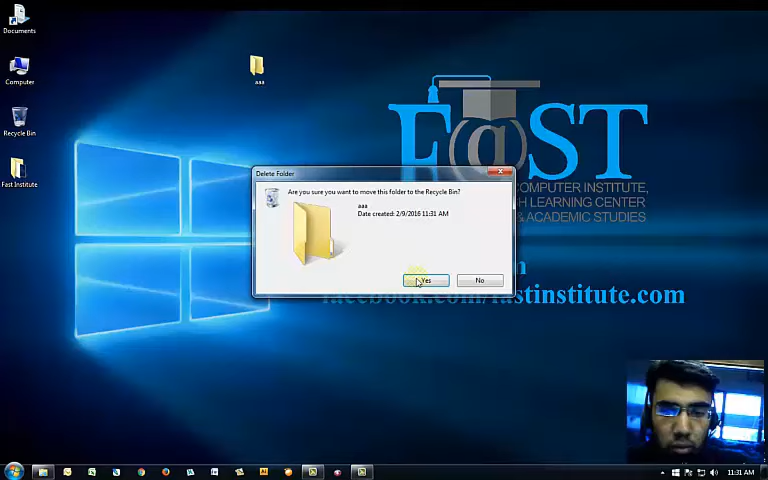 Documents
aaa
Computer
F@ST
Recycle Bin
Delete Folder
Are you sure you want to move this folder to the Recycle Bin?
Fast Institute
COMPUTER INSTITUTE,
aaa
H LEARNING CENTER
Date created: 2/9/2016 11:31 AM
& ACADEMIC STUDIES
Yes
No
facebook.com/fastinstitute.com
11:31 AM